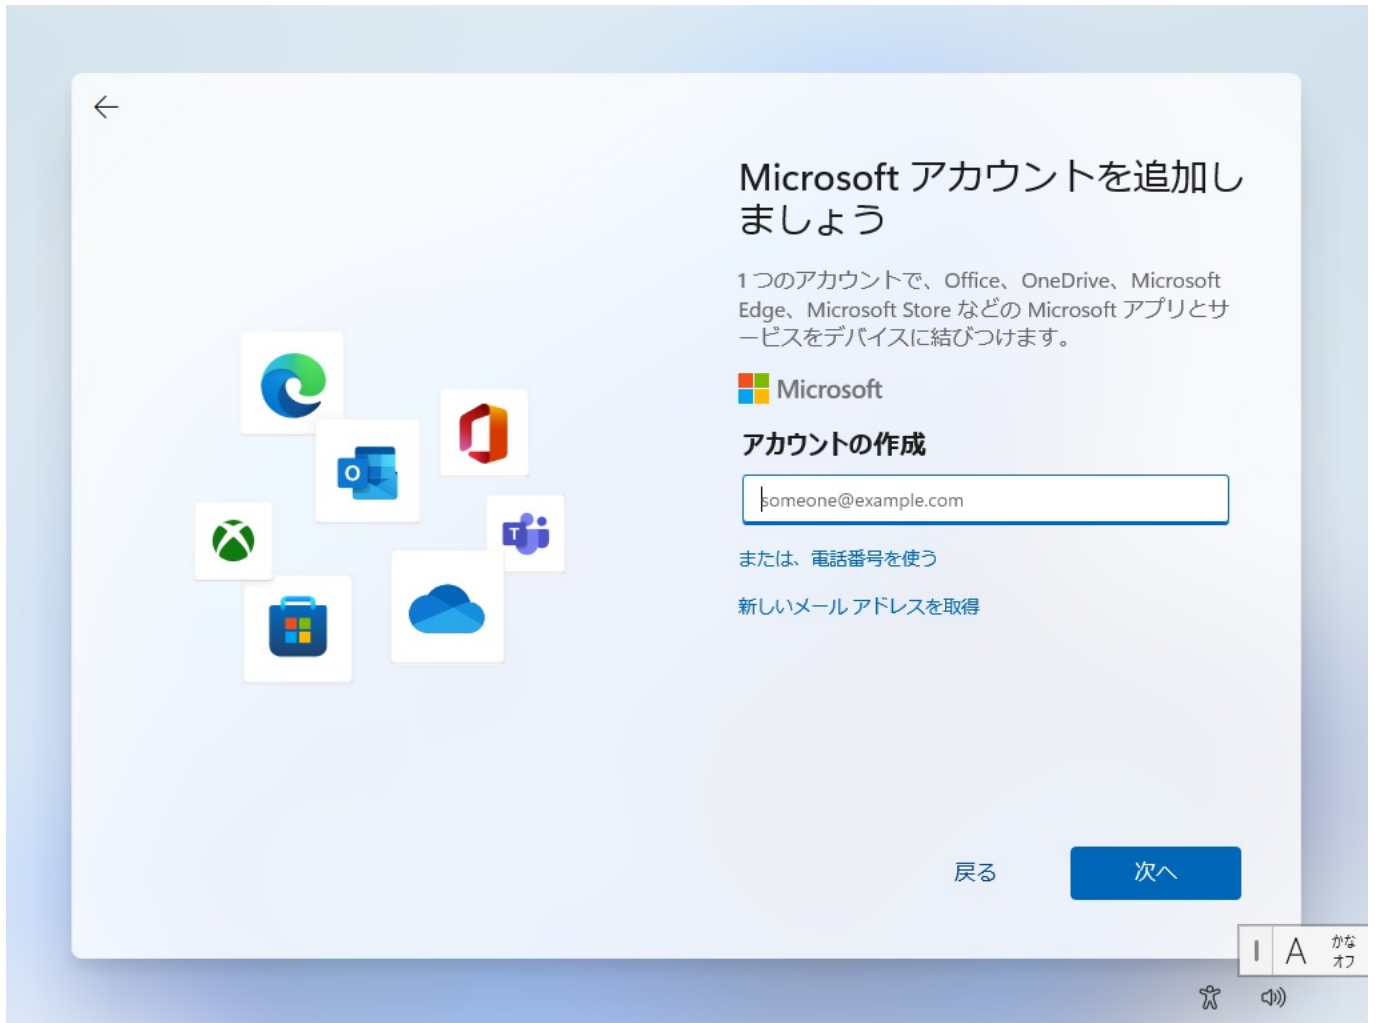 Microsoft アカウントを追加し
ましょう
1 つのアカウントで、Office、OneDrive、Microsoft
Edge、Microsoft Store などの Microsoft アプリとサ
ービスをデバイスに結びつけます。
Microsoft
アカウントの作成
someone@example.com
または、電話番号を使う
新しいメール アドレスを取得
戻る
次へ
A
かな
オフ